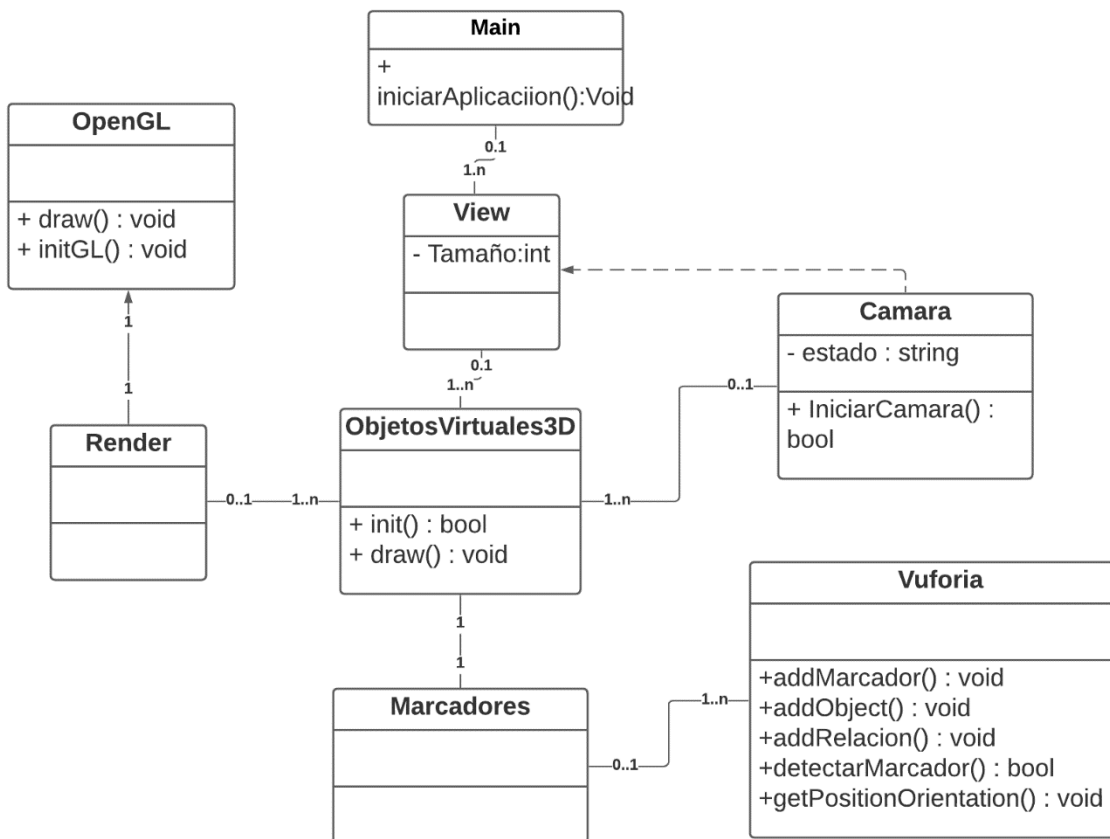 Main
+
iniciarAplicaciion():Void
OpenGL
+ draw() : void
+ initGL() : void
0.1
1.n
View
- Tamaño:int
Camara
- estado : string
+ IniciarCamara() :
bool
1
1
0.1
1..n
0..1
Render
ObjetosVirtuales3D
+ init() : bool
+ draw() : void
0..1
1..n
1..n
1
1
Vuforia
+addMarcador() : void
+addObject() : void
+addRelacion() : void
+detectarMarcador() : bool
+getPositionOrientation() : void
Marcadores
1..n
0..1